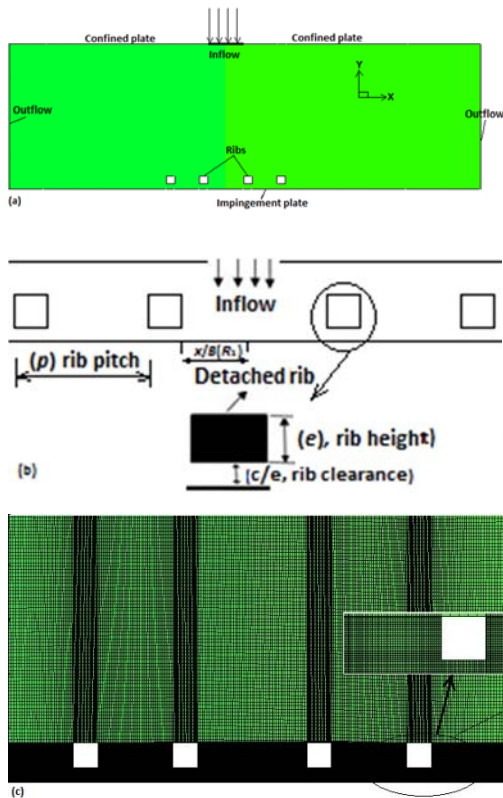 Confined plate
Confined plate
Inflow
Y
X
Outflow
Outflow
Ribs
Impingement plate
(a)
Inflow
x/B(R₁)
(p) rib pitch
Detached rib
(e), rib height)
(c/e, rib clearance)
(b)
(c)